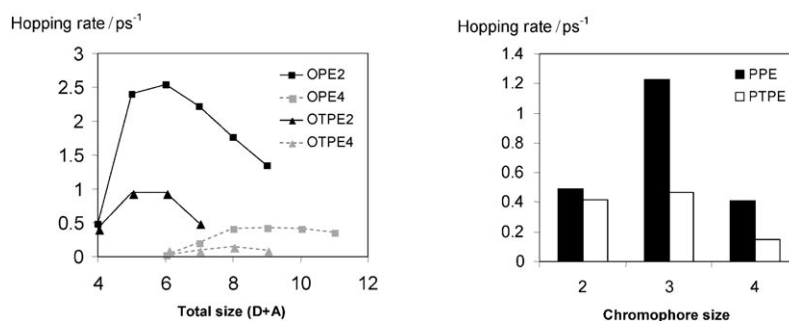 Hopping rate / ps⁻¹
3
2.5
2
1.5
1
0.5
0
4 6 8 10 12
Total size (D+A)
OPE2
OPE4
OTPE2
OTPE4
Hopping rate / ps⁻¹
1.4
1.2
1
0.8
0.6
0.4
0.2
0
2 3 4
Chromophore size
PPE
PTPE